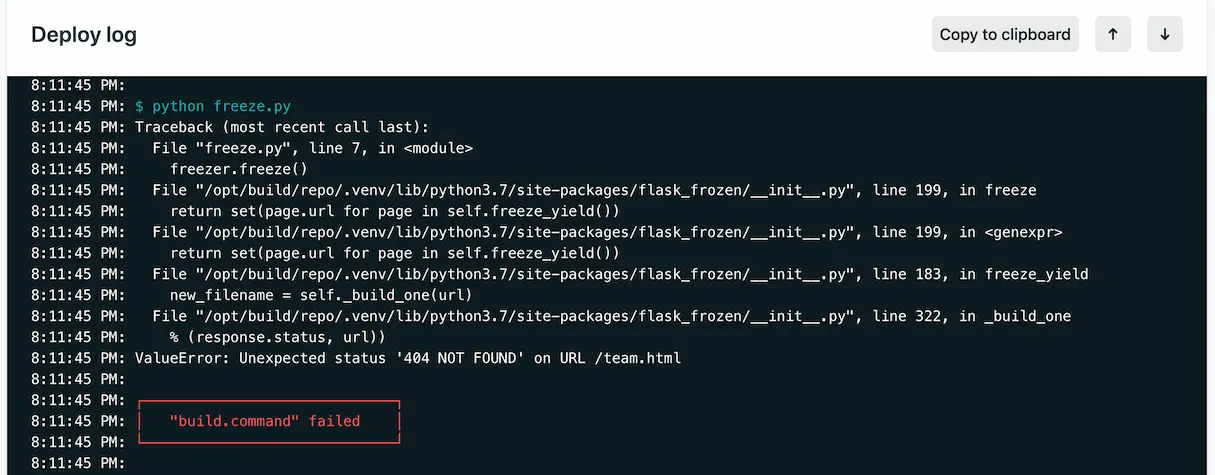 Deploy log
Copy to clipboard ↑ ↓
8:11:45 PM:
8:11:45 PM: $ python freeze.py
8:11:45 PM: Traceback (most recent call last):
8:11:45 PM:   File "freeze.py", line 7, in <module>
8:11:45 PM:     freezer.freeze()
8:11:45 PM:   File "/opt/build/repo/.venv/lib/python3.7/site-packages/flask_frozen/__init__.py", line 199, in freeze
8:11:45 PM:     return set(page.url for page in self.freeze_yield())
8:11:45 PM:   File "/opt/build/repo/.venv/lib/python3.7/site-packages/flask_frozen/__init__.py", line 199, in <genexpr>
8:11:45 PM:     return set(page.url for page in self.freeze_yield())
8:11:45 PM:   File "/opt/build/repo/.venv/lib/python3.7/site-packages/flask_frozen/__init__.py", line 183, in freeze_yield
8:11:45 PM:     new_filename = self._build_one(url)
8:11:45 PM:   File "/opt/build/repo/.venv/lib/python3.7/site-packages/flask_frozen/__init__.py", line 322, in _build_one
8:11:45 PM:     % (response.status, url))
8:11:45 PM: ValueError: Unexpected status '404 NOT FOUND' on URL /team.html
8:11:45 PM:
8:11:45 PM:
8:11:45 PM: "build.command" failed
8:11:45 PM:
8:11:45 PM: